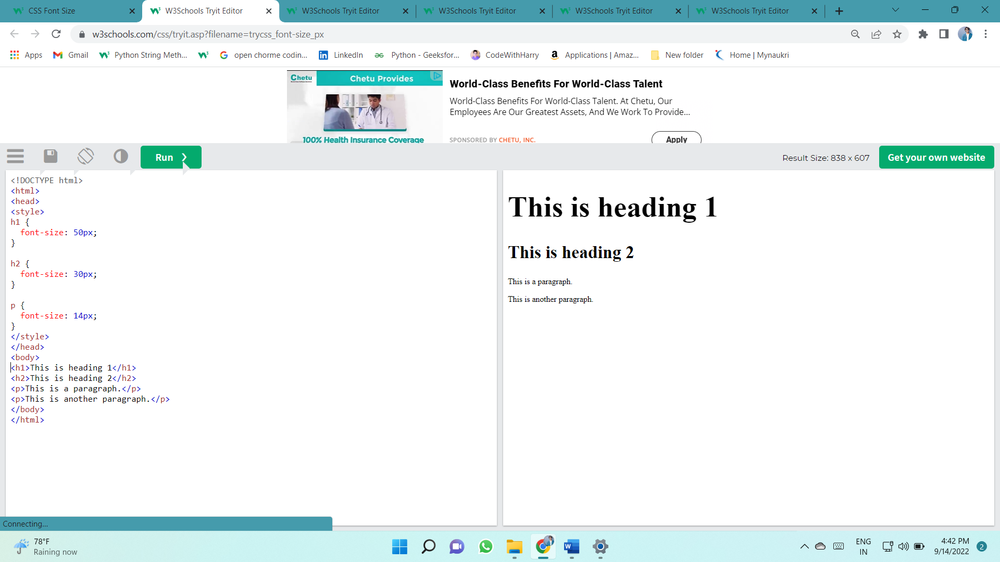 CSS Font Size
W3Schools Tryit Editor
W3Schools Tryit Editor
W3Schools Tryit Editor
W3Schools Tryit Editor
W3Schools Tryit Editor
w3schools.com/css/tryit.asp?filename=trycss_font-size_px
Apps
Gmail
Python String Meth...
open chorme codin...
LinkedIn
Python - Geeksfor...
CodeWithHarry
Applications | Amaz...
New folder
Home | Mynaukri
Chetu
Chetu Provides
100% Health Insurance Coverage
World-Class Benefits For World-Class Talent
World-Class Benefits For World-Class Talent. At Chetu, Our
Employees Are Our Greatest Assets, And We Work To Provide...
SPONSORED BY CHETU, INC.
Apply
Run ❯
Result Size: 838 x 607
Get your own website
<!DOCTYPE html>
<html>
<head>
<style>
h1 {
  font-size: 50px;
}
h2 {
  font-size: 30px;
}
p {
  font-size: 14px;
}
</style>
</head>
<body>
<h1>This is heading 1</h1>
<h2>This is heading 2</h2>
<p>This is a paragraph.</p>
<p>This is another paragraph.</p>
</body>
</html>
This is heading 1
This is heading 2
This is a paragraph.
This is another paragraph.
Connecting...
78°F
Raining now
ENG
IN
4:42 PM
9/14/2022
2